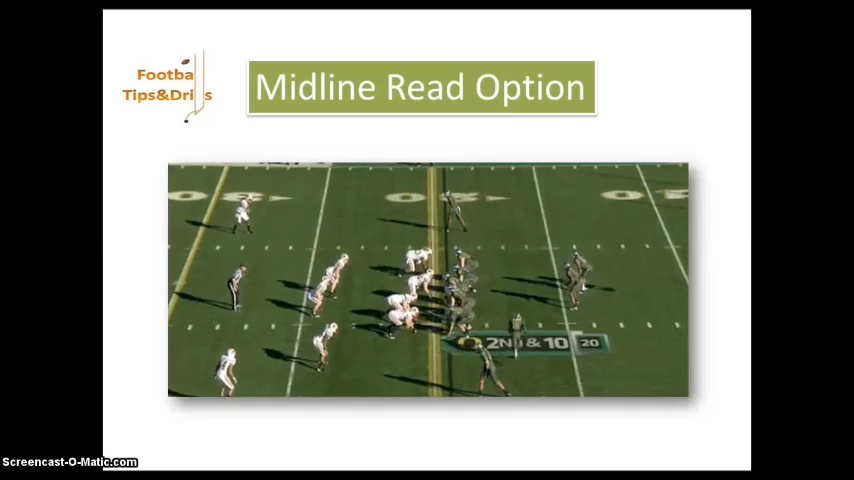 Footba
Tips&Dri s
Midline Read Option
2ND & 10
20
Screencast-O-Matic.com